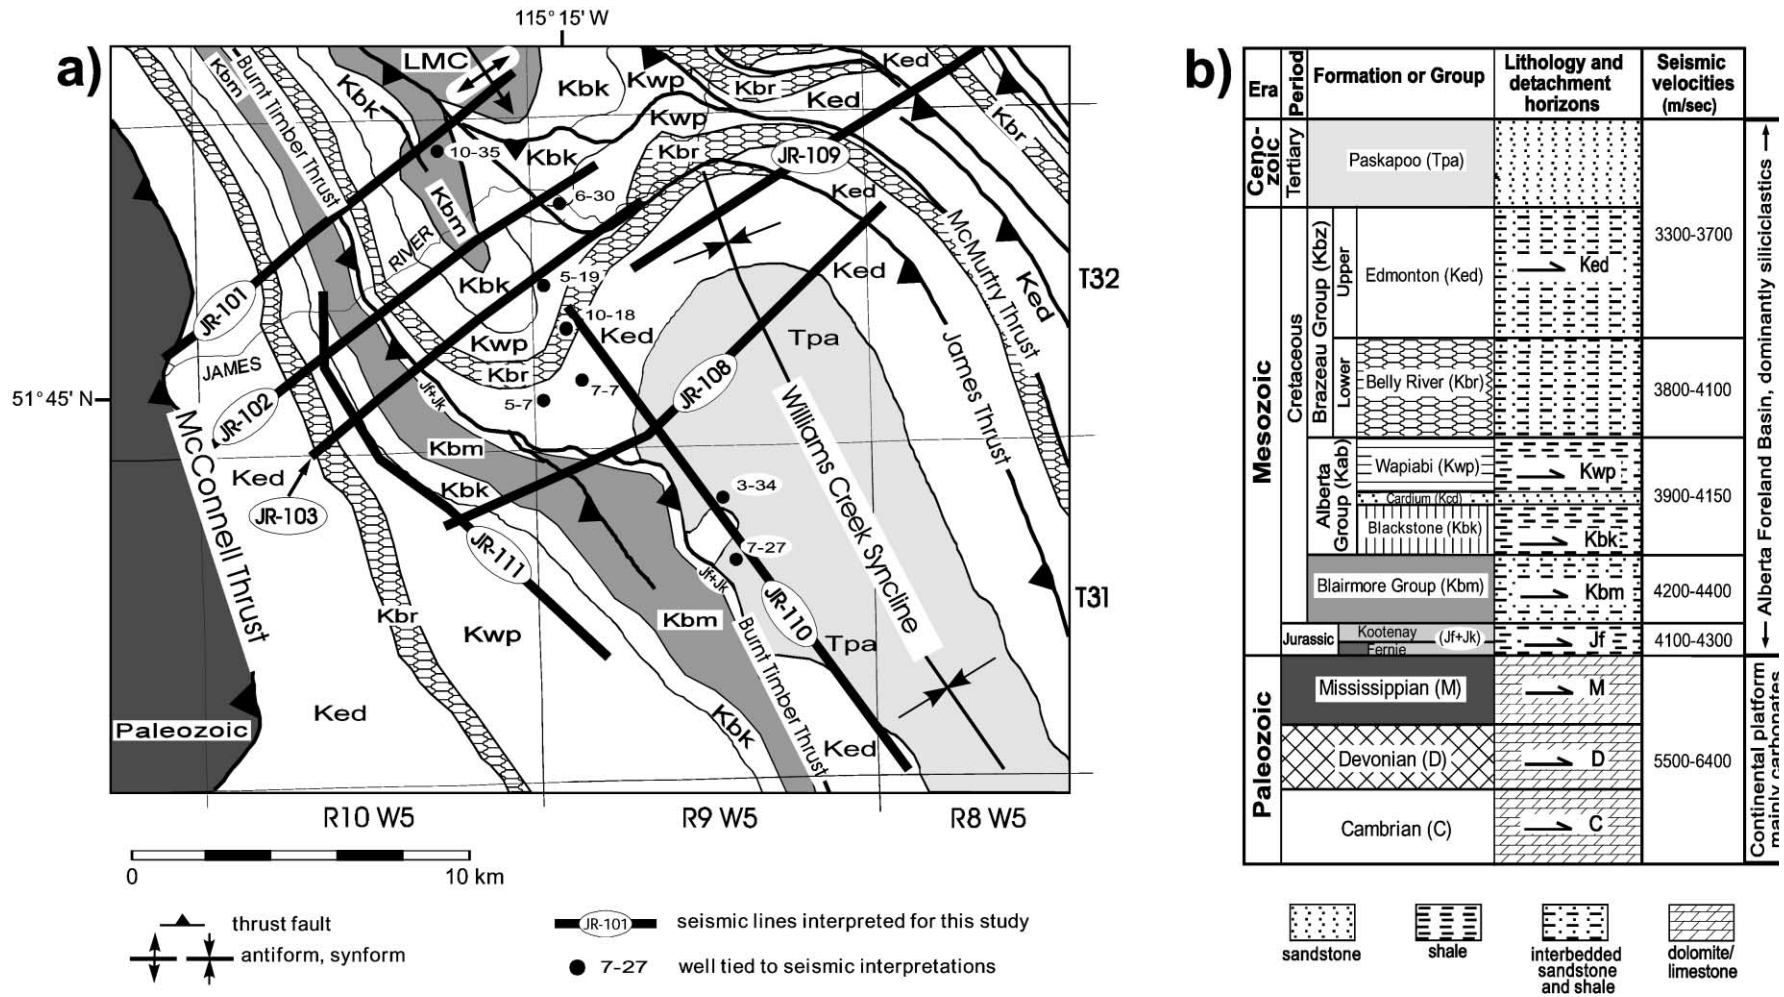 a)
115° 15' W
51° 45' N
LMC
Kbm
Burnt Timber Thrust
Kbk
Kbk
Kwp
Kbr
Ked
Ked
Kbr
Kwp
Kbk
Kbr
10-35
JR-109
Ked
6-30
Kbm
RIVER
McMurtry Thrust
Ked
T32
Kbk
5-19
Ked
JR-101
10-18
Ked
Tpa
Kwp
JAMES
Kbr
JR-108
James Thrust
7-7
5-7
Jf+Jk
JR-102
McConnell Thrust
Williams Creek Syncline
Kbm
Ked
Kbk
3-34
JR-103
JR-111
7-27
Jf+Jk
T31
Kbr
Kwp
Kbm
JR-110
Tpa
Burnt Timber Thrust
Ked
Kbk
Ked
Paleozoic
R10 W5
R9 W5
R8 W5
0
10 km
thrust fault
antiform, synform
JR-101
seismic lines interpreted for this study
7-27
well tied to seismic interpretations
b)
Era
Period
Formation or Group
Lithology and
detachment
horizons
Seismic
velocities
(m/sec)
Ceno-
zoic
Tertiary
Paskapoo (Tpa)
3300-3700
Mesozoic
Cretaceous
Brazeau Group (Kbz)
Upper
Edmonton (Ked)
Ked
Lower
Belly River (Kbr)
3800-4100
Alberta
Group (Kab)
Wapiabi (Kwp)
Kwp
3900-4150
Cardium (Kcd)
Blackstone (Kbk)
Kbk
Blairmore Group (Kbm)
Kbm
4200-4400
Jurassic
Kootenay
Fernie
(Jf+Jk)
Jf
4100-4300
Paleozoic
Mississippian (M)
M
Devonian (D)
D
5500-6400
Cambrian (C)
C
Alberta Foreland Basin, dominantly siliciclastics
Continental platform
mainly carbonates
sandstone
shale
interbedded
sandstone
and shale
dolomite/
limestone